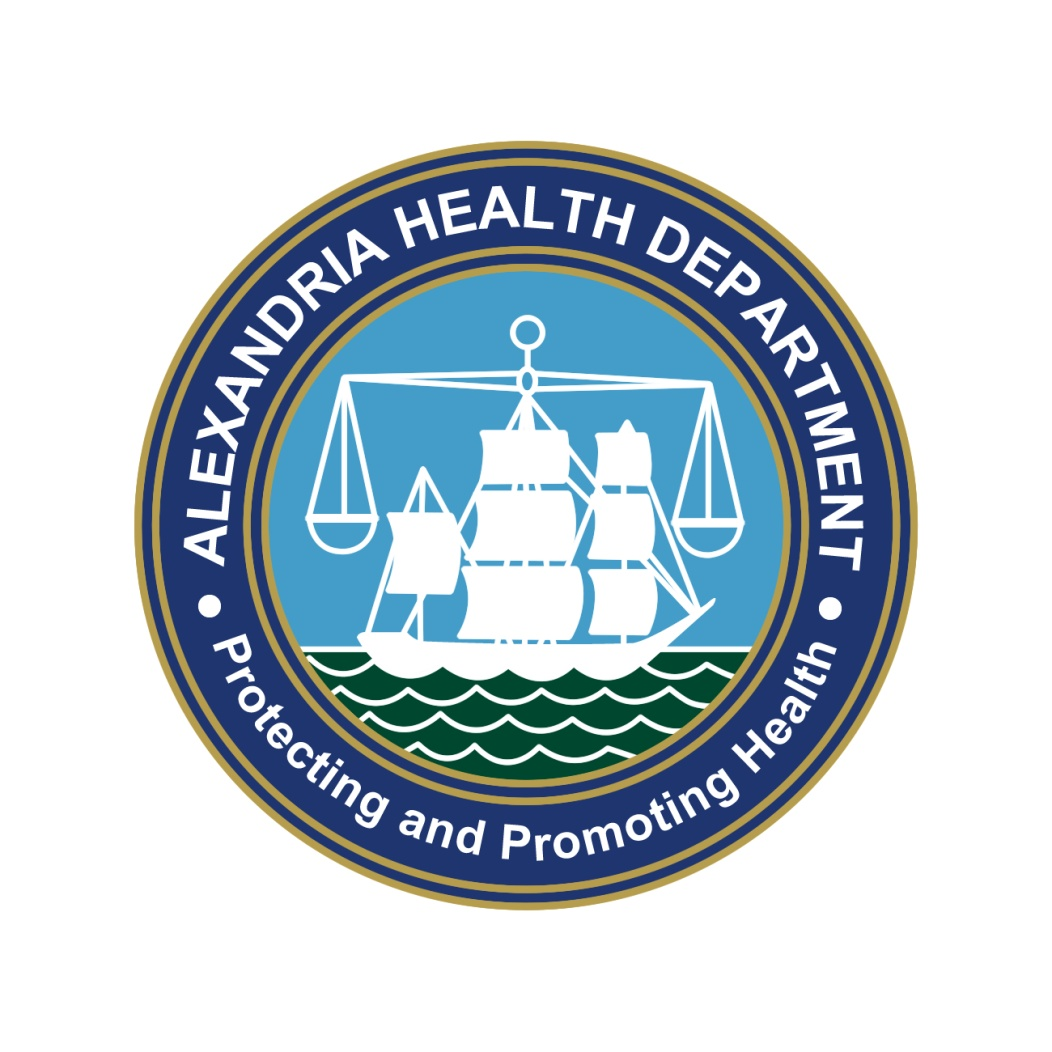 ALEXANDRIA HEALTH DEPARTMENT
Protecting and Promoting Health